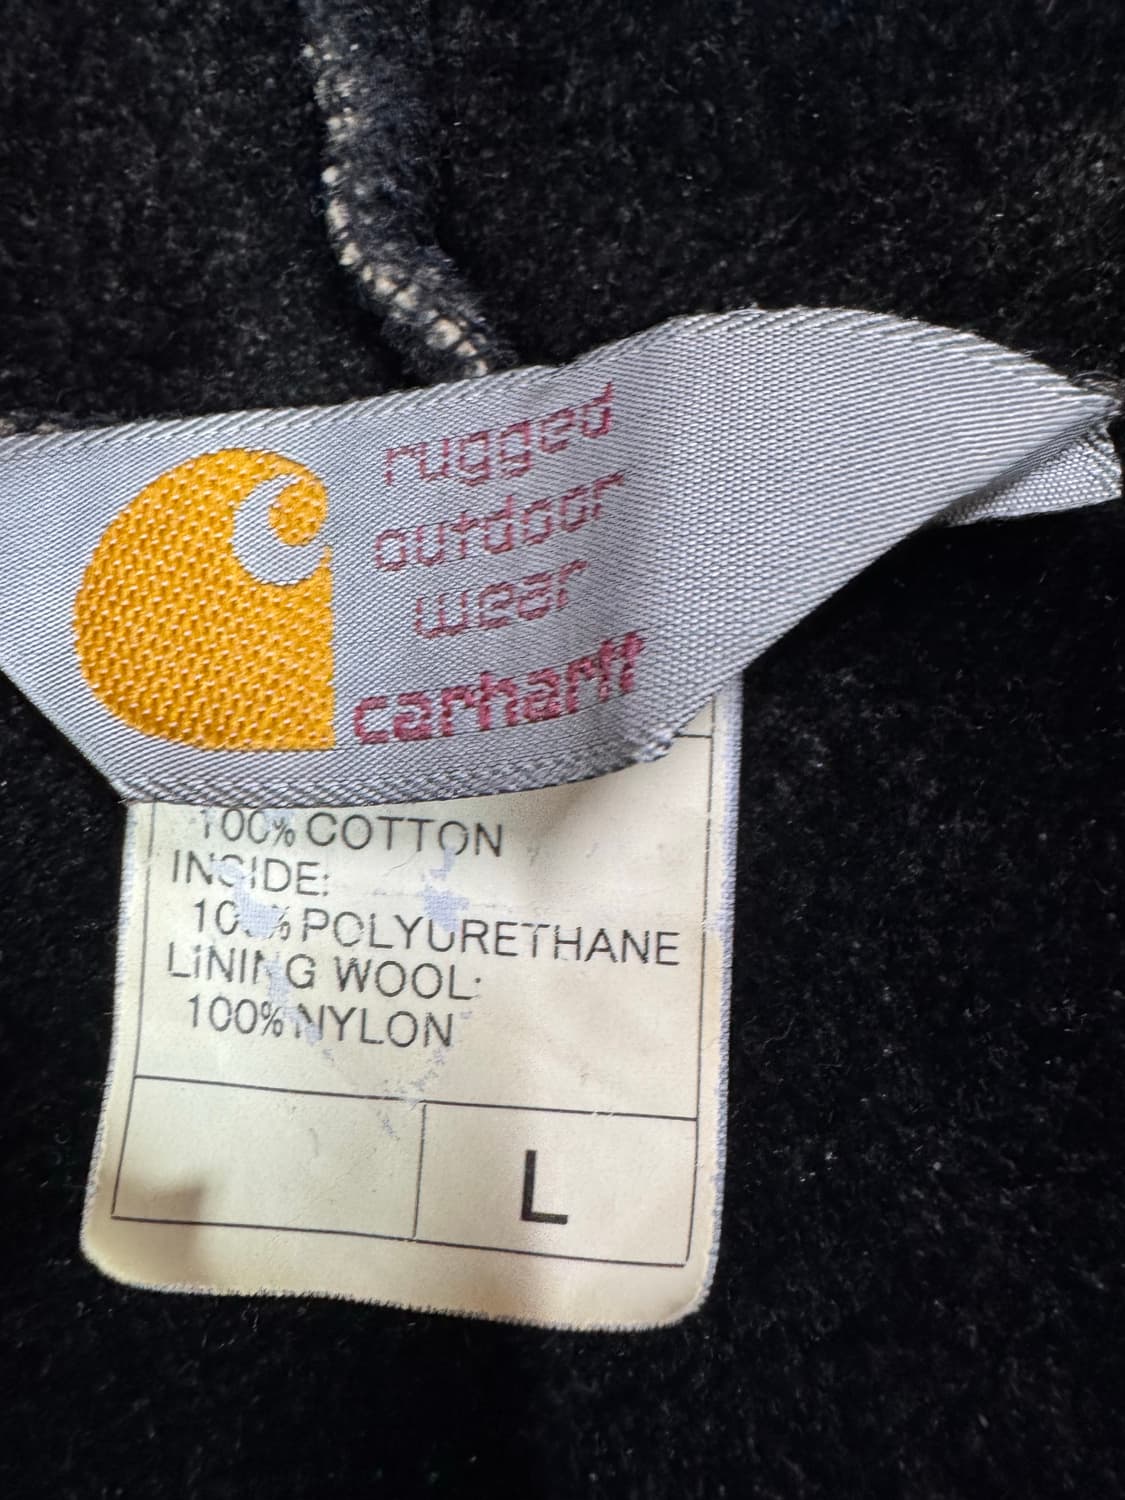 rugged
outdoor
wear
carhartt
100% COTTON
INSIDE:
100% POLYURETHANE
LINING WOOL:
100% NYLON
L